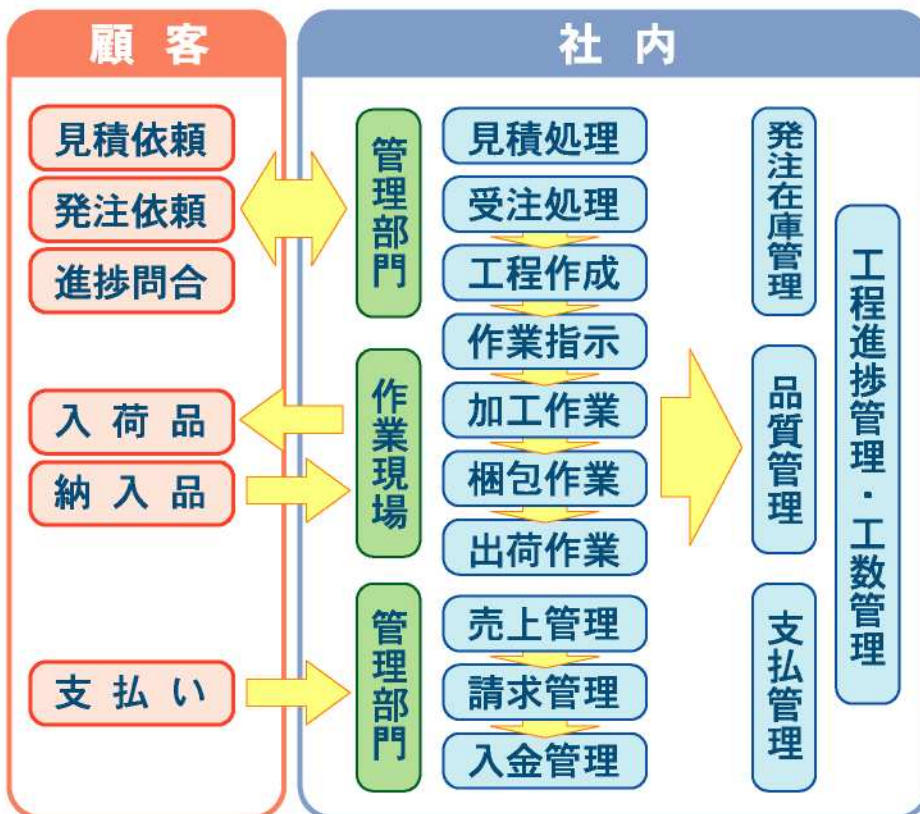 顧客
社内
見積依頼
発注依頼
進捗問合
入荷品
納入品
支払い
管理部門
作業現場
管理部門
見積処理
受注処理
工程作成
作業指示
加工作業
梱包作業
出荷作業
売上管理
請求管理
入金管理
発注在庫管理
品質管理
支払管理
工程進捗管理・工数管理